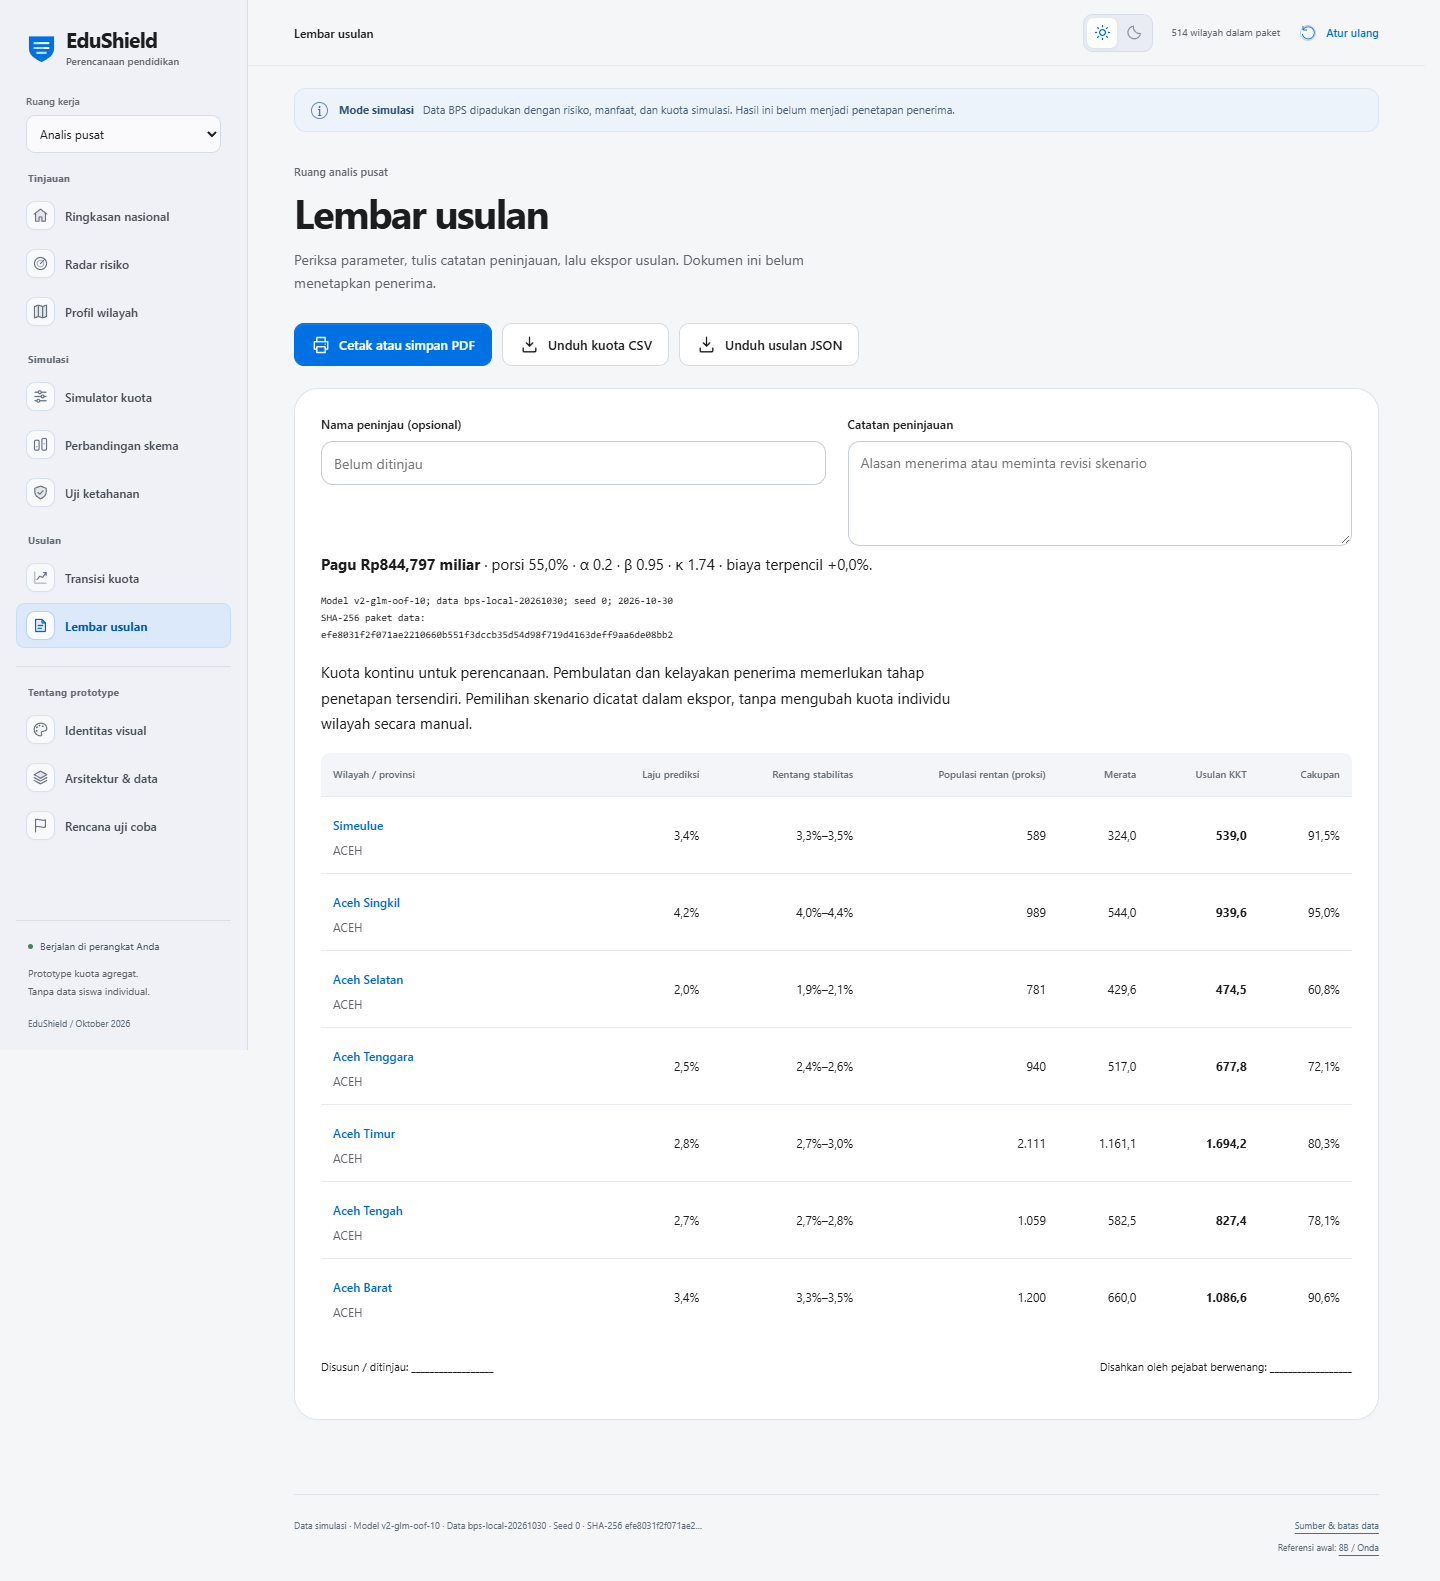 EduShield
Perencanaan pendidikan
Ruang kerja
Analis pusat
Tinjauan
Ringkasan nasional
Radar risiko
Profil wilayah
Simulasi
Simulator kuota
Perbandingan skema
Uji ketahanan
Usulan
Transisi kuota
Lembar usulan
Tentang prototype
Identitas visual
Arsitektur & data
Rencana uji coba
Berjalan di perangkat Anda
Prototype kuota agregat.
Tanpa data siswa individual.
EduShield / Oktober 2026
Lembar usulan
514 wilayah dalam paket
Atur ulang
Mode simulasi Data BPS dipadukan dengan risiko, manfaat, dan kuota simulasi. Hasil ini belum menjadi penetapan penerima.
Ruang analis pusat
Lembar usulan
Periksa parameter, tulis catatan peninjauan, lalu ekspor usulan. Dokumen ini belum
menetapkan penerima.
Cetak atau simpan PDF
Unduh kuota CSV
Unduh usulan JSON
Nama peninjau (opsional)
Belum ditinjau
Catatan peninjauan
Alasan menerima atau meminta revisi skenario
Pagu Rp844,797 miliar · porsi 55,0% · α 0.2 · β 0.95 · κ 1.74 · biaya terpencil +0,0%.
Model v2-glm-oof-10; data bps-local-20261030; seed 0; 2026-10-30
SHA-256 paket data:
efe8031f2f071ae2210660b551f3dccb35d54d98f719d4163deff9aa6de08bb2
Kuota kontinu untuk perencanaan. Pembulatan dan kelayakan penerima memerlukan tahap
penetapan tersendiri. Pemilihan skenario dicatat dalam ekspor, tanpa mengubah kuota individu
wilayah secara manual.
Wilayah / provinsi Laju prediksi Rentang stabilitas Populasi rentan (proksi) Merata Usulan KKT Cakupan
Simeulue
ACEH
3,4% 3,3%–3,5% 589 324,0 539,0 91,5%
Aceh Singkil
ACEH
4,2% 4,0%–4,4% 989 544,0 939,6 95,0%
Aceh Selatan
ACEH
2,0% 1,9%–2,1% 781 429,6 474,5 60,8%
Aceh Tenggara
ACEH
2,5% 2,4%–2,6% 940 517,0 677,8 72,1%
Aceh Timur
ACEH
2,8% 2,7%–3,0% 2.111 1.161,1 1.694,2 80,3%
Aceh Tengah
ACEH
2,7% 2,7%–2,8% 1.059 582,5 827,4 78,1%
Aceh Barat
ACEH
3,4% 3,3%–3,5% 1.200 660,0 1.086,6 90,6%
Disusun / ditinjau: _________________
Disahkan oleh pejabat berwenang: _________________
Data simulasi · Model v2-glm-oof-10 · Data bps-local-20261030 · Seed 0 · SHA-256 efe8031f2f071ae2…
Sumber & batas data
Referensi awal: 8B / Onda